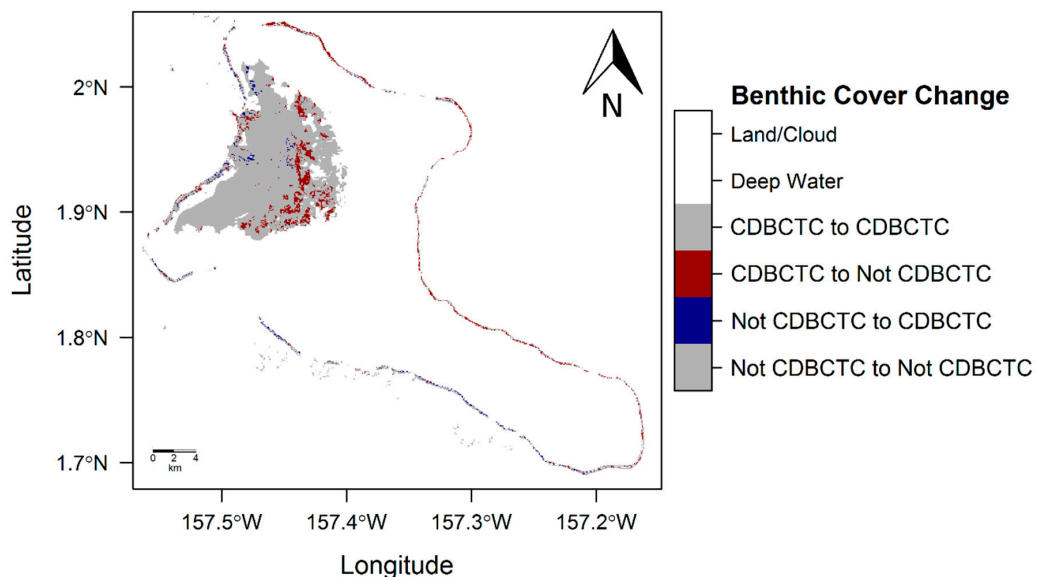 N
Benthic Cover Change
Land/Cloud
Deep Water
CDBCTC to CDBCTC
CDBCTC to Not CDBCTC
Not CDBCTC to CDBCTC
Not CDBCTC to Not CDBCTC
Latitude
2°N
1.9°N
1.8°N
1.7°N
0 2 4
km
157.5°W 157.4°W 157.3°W 157.2°W
Longitude